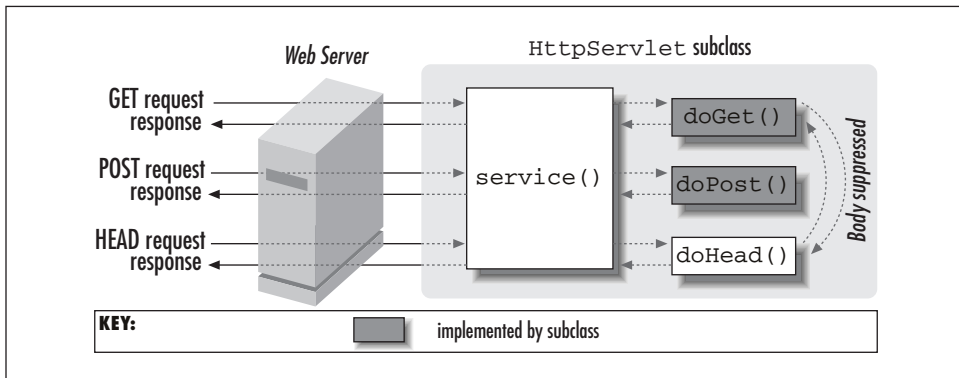 HttpServlet subclass
Web Server
GET request
response
doGet()
POST request
response
service()
doPost()
Body suppressed
HEAD request
response
doHead()
KEY:
implemented by subclass